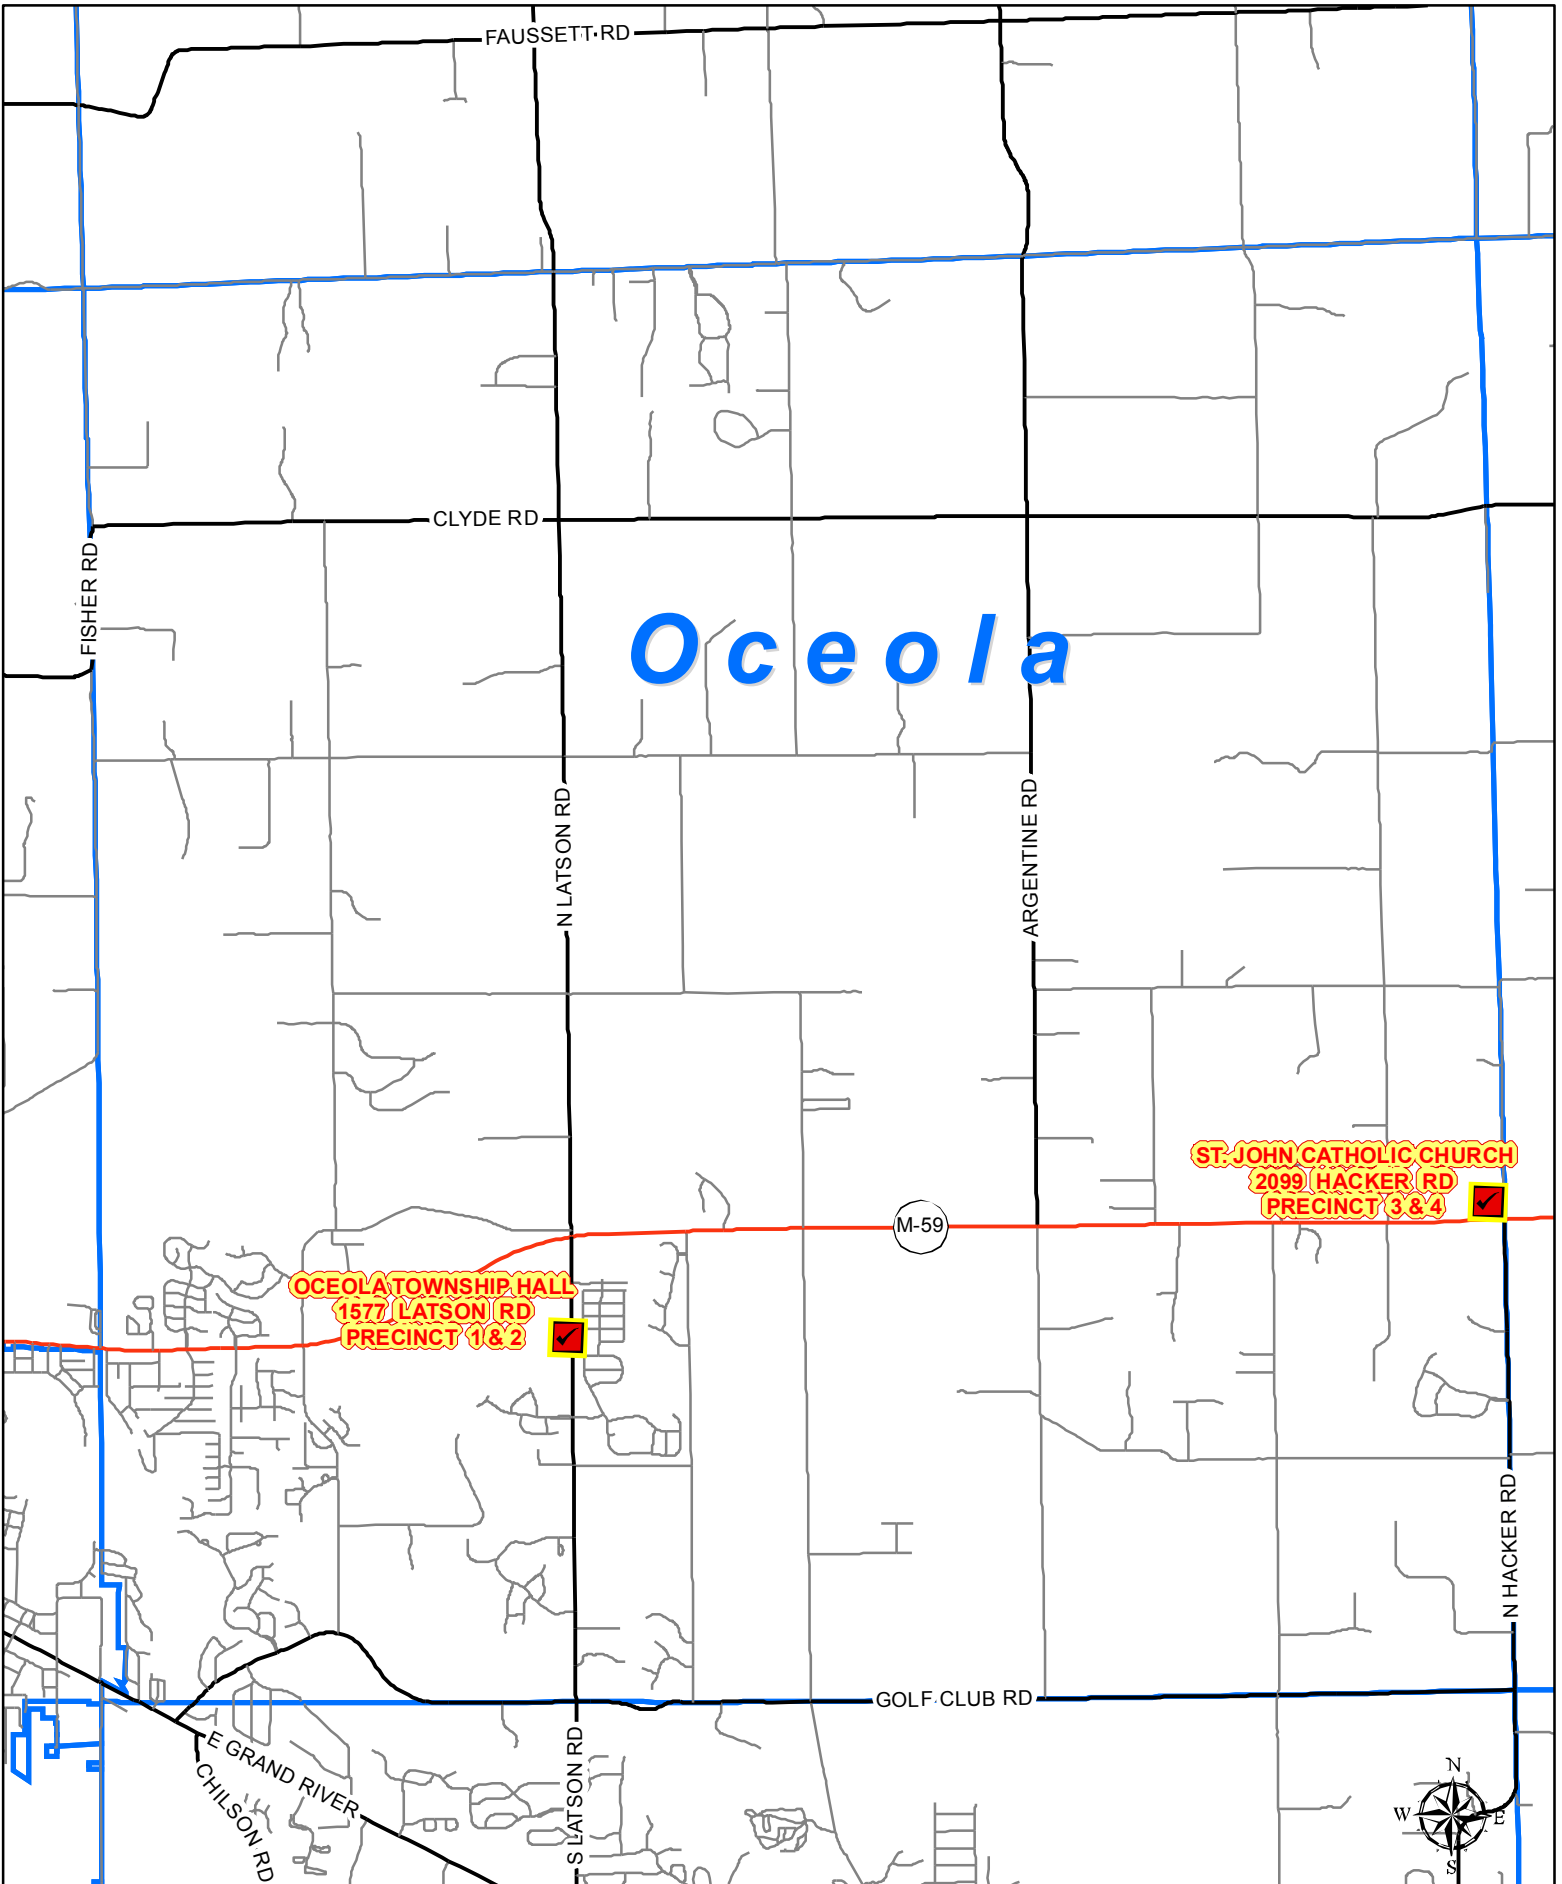 FAUSSETT RD
CLYDE RD
FISHER RD
Oceola
N LATSON RD
ARGENTINE RD
ST. JOHN CATHOLIC CHURCH
2099 HACKER RD
PRECINCT 3 & 4
M-59
OCEOLA TOWNSHIP HALL
1577 LATSON RD
PRECINCT 1 & 2
N HACKER RD
GOLF CLUB RD
E GRAND RIVER
CHILSON RD
S LATSON RD
N
W E
S